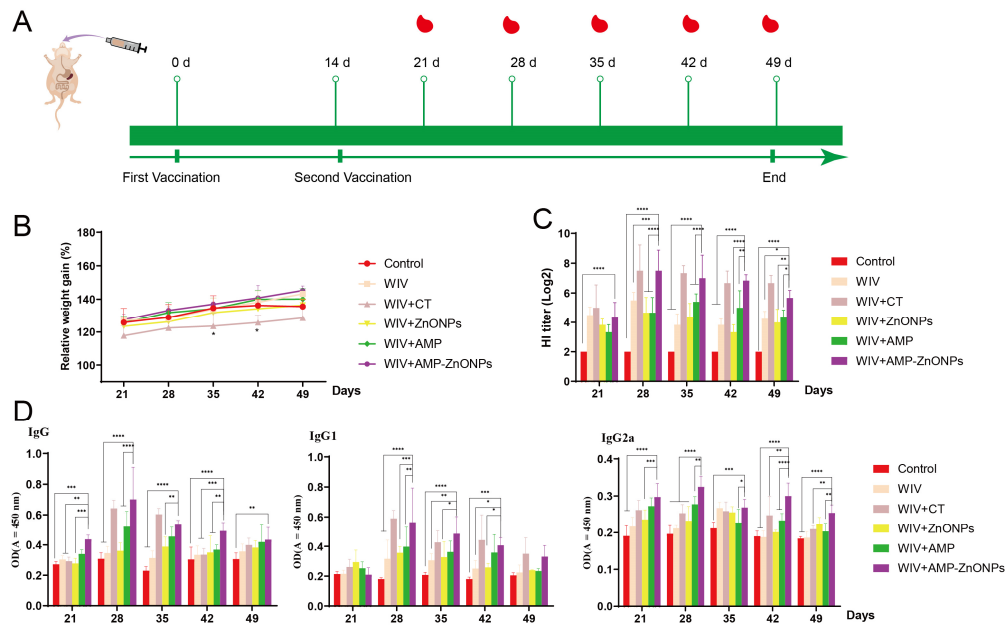 A
0 d
14 d
21 d
28 d
35 d
42 d
49 d
First Vaccination
Second Vaccination
End
B
Relative weight gain (%)
180
160
140
120
100
*
*
21
28
35
42
49
Days
Control
WIV
WIV+CT
WIV+ZnONPs
WIV+AMP
WIV+AMP-ZnONPs
C
HI titer (Log2)
10
8
6
4
2
0
****
****
***
****
****
****
****
****
**
****
*
**
*
21
28
35
42
49
Days
Control
WIV
WIV+CT
WIV+ZnONPs
WIV+AMP
WIV+AMP-ZnONPs
D
IgG
OD(A = 450 nm)
1.0
0.8
0.6
0.4
0.2
0.0
***
**
***
****
****
****
**
****
***
**
**
21
28
35
42
49
IgG1
OD(A = 450 nm)
1.0
0.8
0.6
0.4
0.2
0.0
****
***
**
****
**
*
***
*
*
21
28
35
42
49
IgG2a
OD(A = 450 nm)
0.4
0.3
0.2
0.1
0.0
****
***
****
**
***
*
****
**
****
****
**
**
21
28
35
42
49
Days
Control
WIV
WIV+CT
WIV+ZnONPs
WIV+AMP
WIV+AMP-ZnONPs